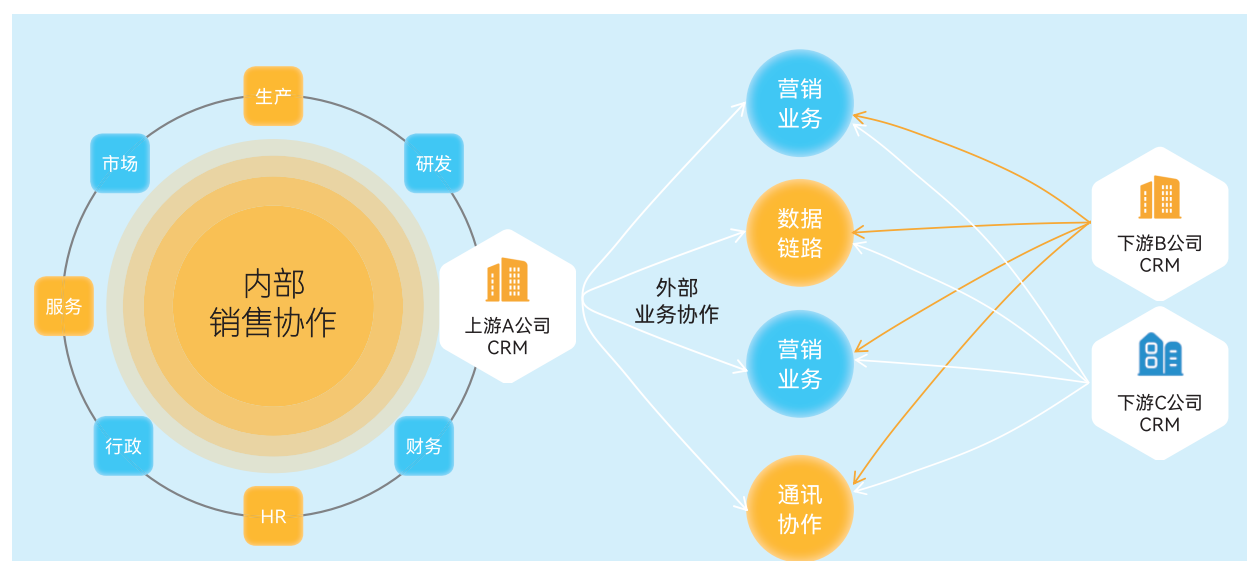 生产
市场
研发
服务
内部
销售协作
行政
财务
HR
上游A公司
CRM
外部
业务协作
营销
业务
数据
链路
营销
业务
通讯
协作
下游B公司
CRM
下游C公司
CRM